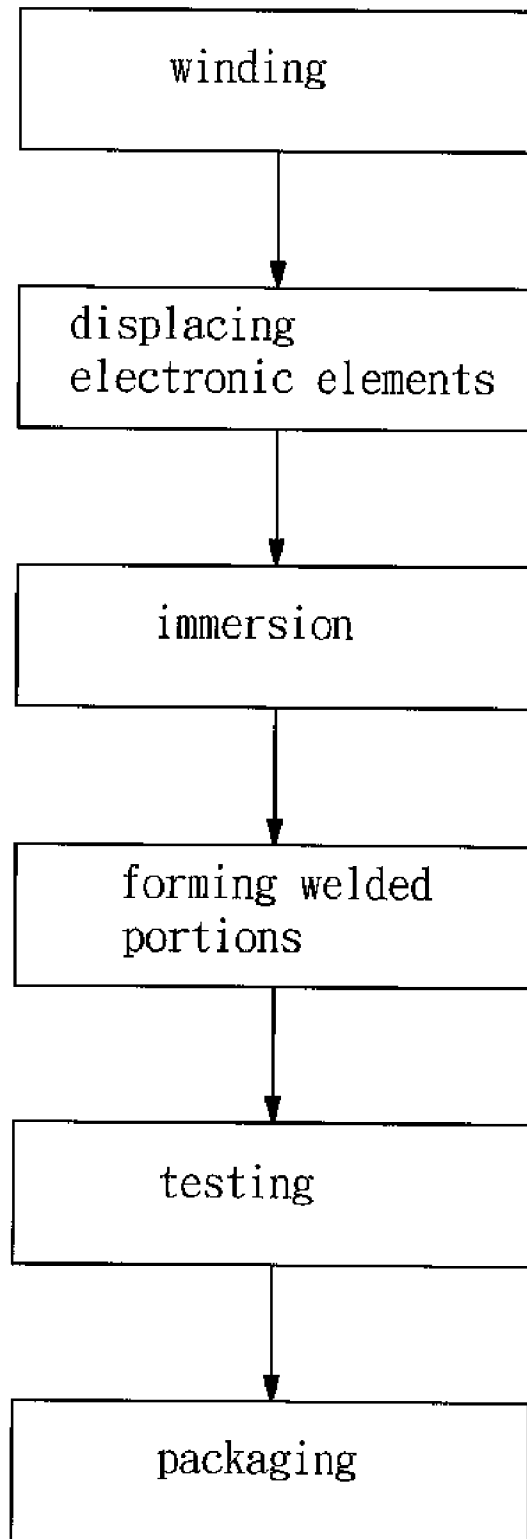 winding
displacing
electronic elements
immersion
forming welded
portions
testing
packaging